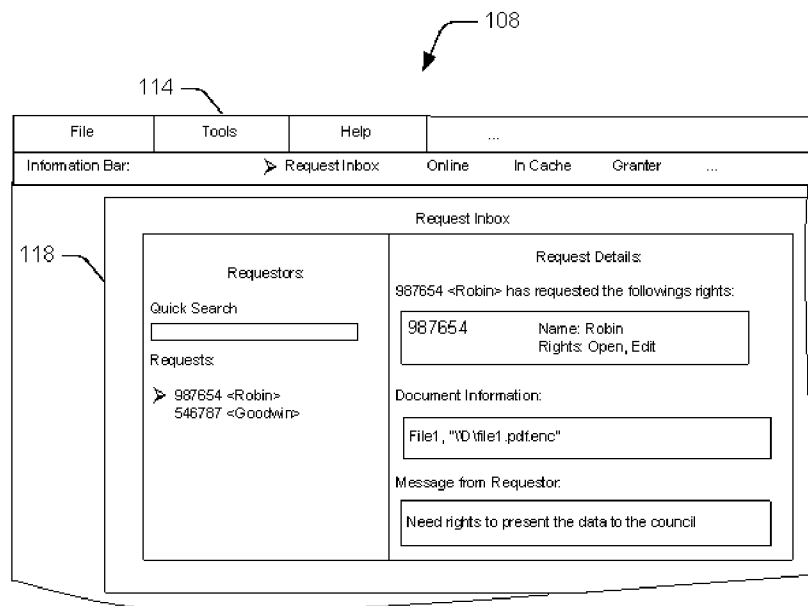 108
114
File Tools Help ...
Information Bar: Request Inbox Online In Cache Granter ...
Request Inbox
118
Requestors:
Quick Search
Requests:
987654 <Robin>
546787 <Goodwin>
Request Details:
987654 <Robin> has requested the followings rights:
987654 Name: Robin
Rights: Open, Edit
Document Information:
File1, "\\D\file1.pdf.enc"
Message from Requestor:
Need rights to present the data to the council